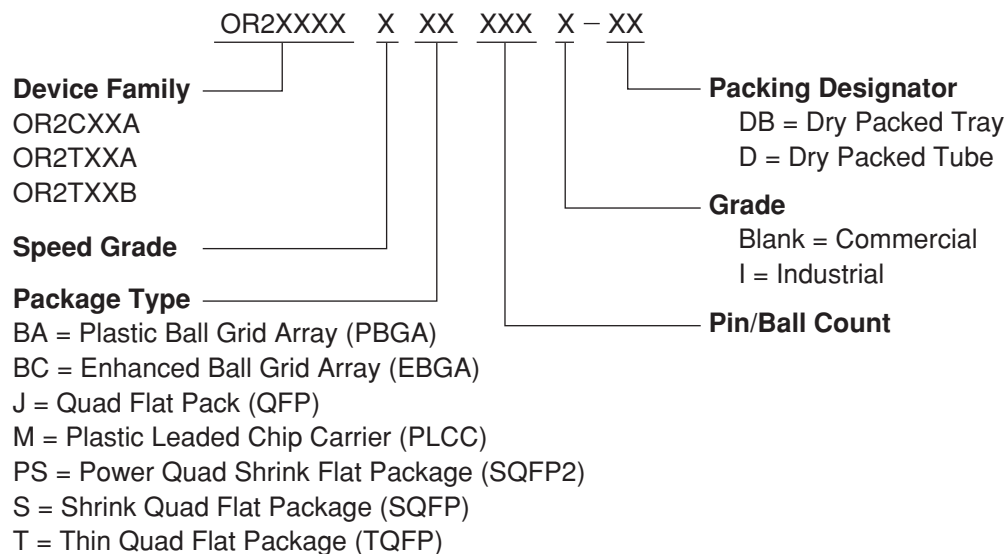 OR2XXXX X XX XXX X – XX
Device Family
OR2CXXA
OR2TXXA
OR2TXXB
Speed Grade
Package Type
BA = Plastic Ball Grid Array (PBGA)
BC = Enhanced Ball Grid Array (EBGA)
J = Quad Flat Pack (QFP)
M = Plastic Leaded Chip Carrier (PLCC)
PS = Power Quad Shrink Flat Package (SQFP2)
S = Shrink Quad Flat Package (SQFP)
T = Thin Quad Flat Package (TQFP)
Packing Designator
DB = Dry Packed Tray
D = Dry Packed Tube
Grade
Blank = Commercial
I = Industrial
Pin/Ball Count